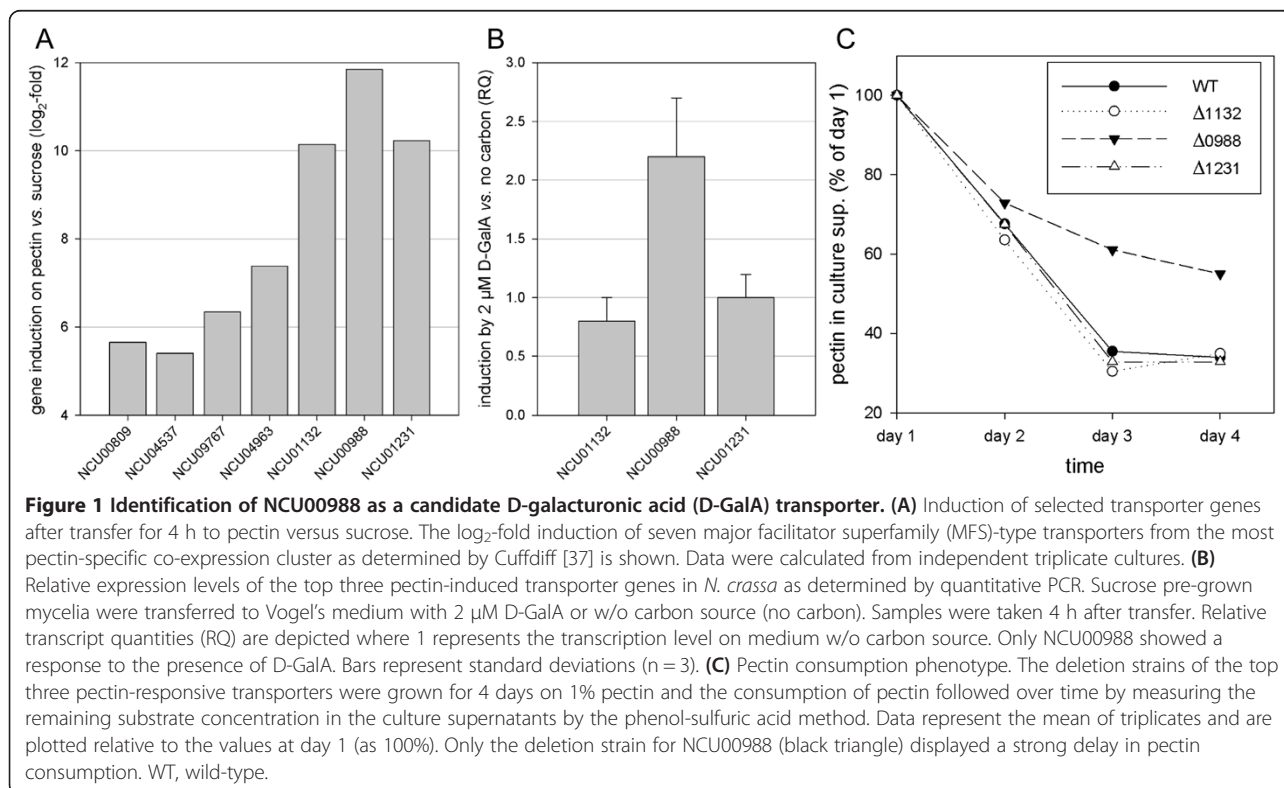 A
gene induction on pectin vs. sucrose (log₂-fold)
12
10
8
6
4
NCU00809
NCU04537
NCU09767
NCU04963
NCU01132
NCU00988
NCU01231
B
induction by 2 µM D-GalA vs. no carbon (RQ)
3.0
2.5
2.0
1.5
1.0
0.5
0.0
NCU01132
NCU00988
NCU01231
C
pectin in culture sup. (% of day 1)
100
80
60
40
20
WT
Δ1132
Δ0988
Δ1231
day 1
day 2
day 3
day 4
time
Figure 1 Identification of NCU00988 as a candidate D-galacturonic acid (D-GalA) transporter. (A) Induction of selected transporter genes
after transfer for 4 h to pectin versus sucrose. The log₂-fold induction of seven major facilitator superfamily (MFS)-type transporters from the most
pectin-specific co-expression cluster as determined by Cuffdiff [37] is shown. Data were calculated from independent triplicate cultures. (B)
Relative expression levels of the top three pectin-induced transporter genes in N. crassa as determined by quantitative PCR. Sucrose pre-grown
mycelia were transferred to Vogel's medium with 2 µM D-GalA or w/o carbon source (no carbon). Samples were taken 4 h after transfer. Relative
transcript quantities (RQ) are depicted where 1 represents the transcription level on medium w/o carbon source. Only NCU00988 showed a
response to the presence of D-GalA. Bars represent standard deviations (n = 3). (C) Pectin consumption phenotype. The deletion strains of the top
three pectin-responsive transporters were grown for 4 days on 1% pectin and the consumption of pectin followed over time by measuring the
remaining substrate concentration in the culture supernatants by the phenol-sulfuric acid method. Data represent the mean of triplicates and are
plotted relative to the values at day 1 (as 100%). Only the deletion strain for NCU00988 (black triangle) displayed a strong delay in pectin
consumption. WT, wild-type.